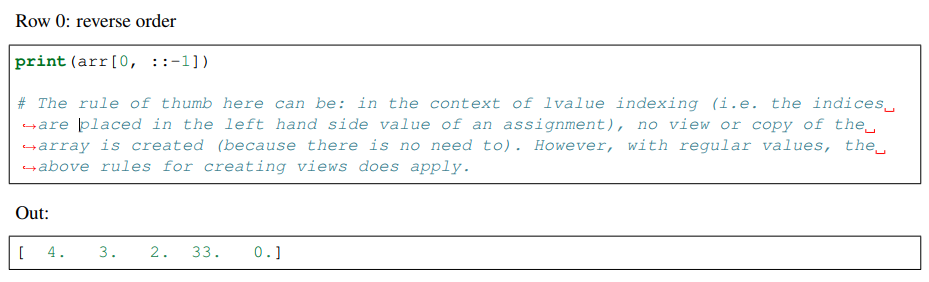 Row 0: reverse order
print(arr[0, ::-1])
# The rule of thumb here can be: in the context of lvalue indexing (i.e. the indices␣
↪are placed in the left hand side value of an assignment), no view or copy of the␣
↪array is created (because there is no need to). However, with regular values, the␣
↪above rules for creating views does apply.
Out:
[  4.   3.   2.  33.   0.]